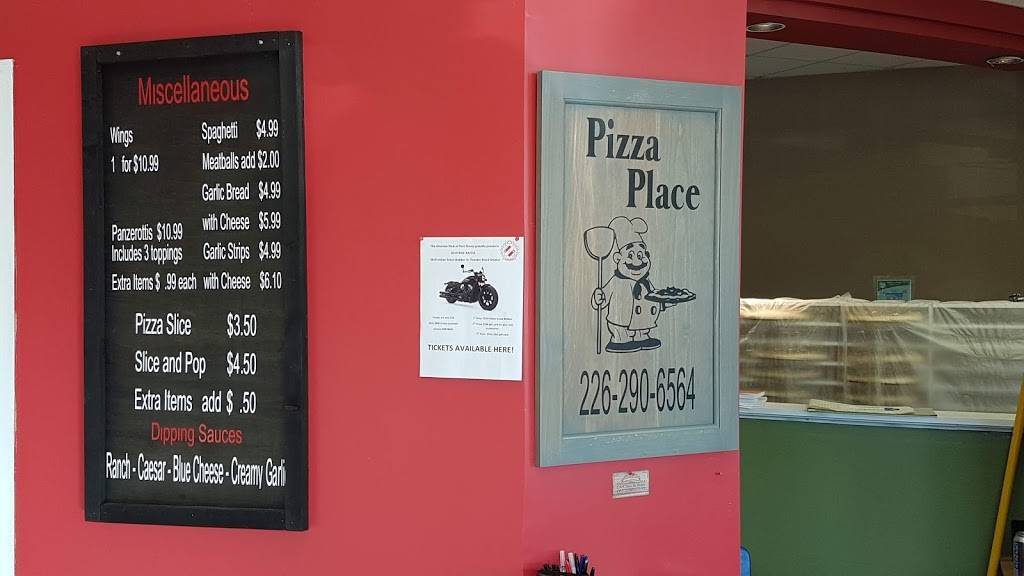 Miscellaneous
Wings
1 for $10.99
Panzerottis $10.99
Includes 3 toppings
Extra Items $ .99 each
Spaghetti $4.99
Meatballs add $2.00
Garlic Bread $4.99
with Cheese $5.99
Garlic Strips $4.99
with Cheese $6.10
Pizza Slice $3.50
Slice and Pop $4.50
Extra Items add $ .50
Dipping Sauces
Ranch - Caesar - Blue Cheese - Creamy Garli
TICKETS AVAILABLE HERE!
Pizza
Place
226-290-6564